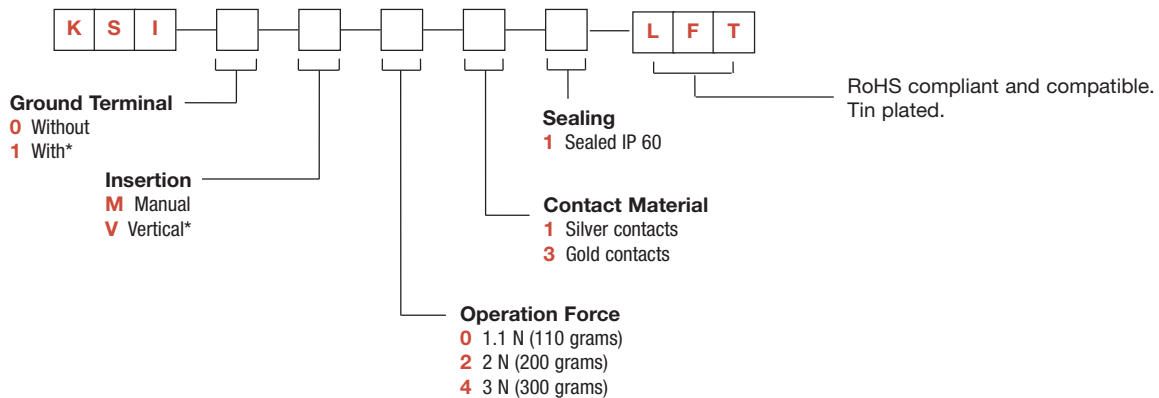 K S I L F T
RoHS compliant and compatible.
Tin plated.
Ground Terminal
0 Without
1 With*
Sealing
1 Sealed IP 60
Insertion
M Manual
V Vertical*
Contact Material
1 Silver contacts
3 Gold contacts
Operation Force
0 1.1 N (110 grams)
2 2 N (200 grams)
4 3 N (300 grams)